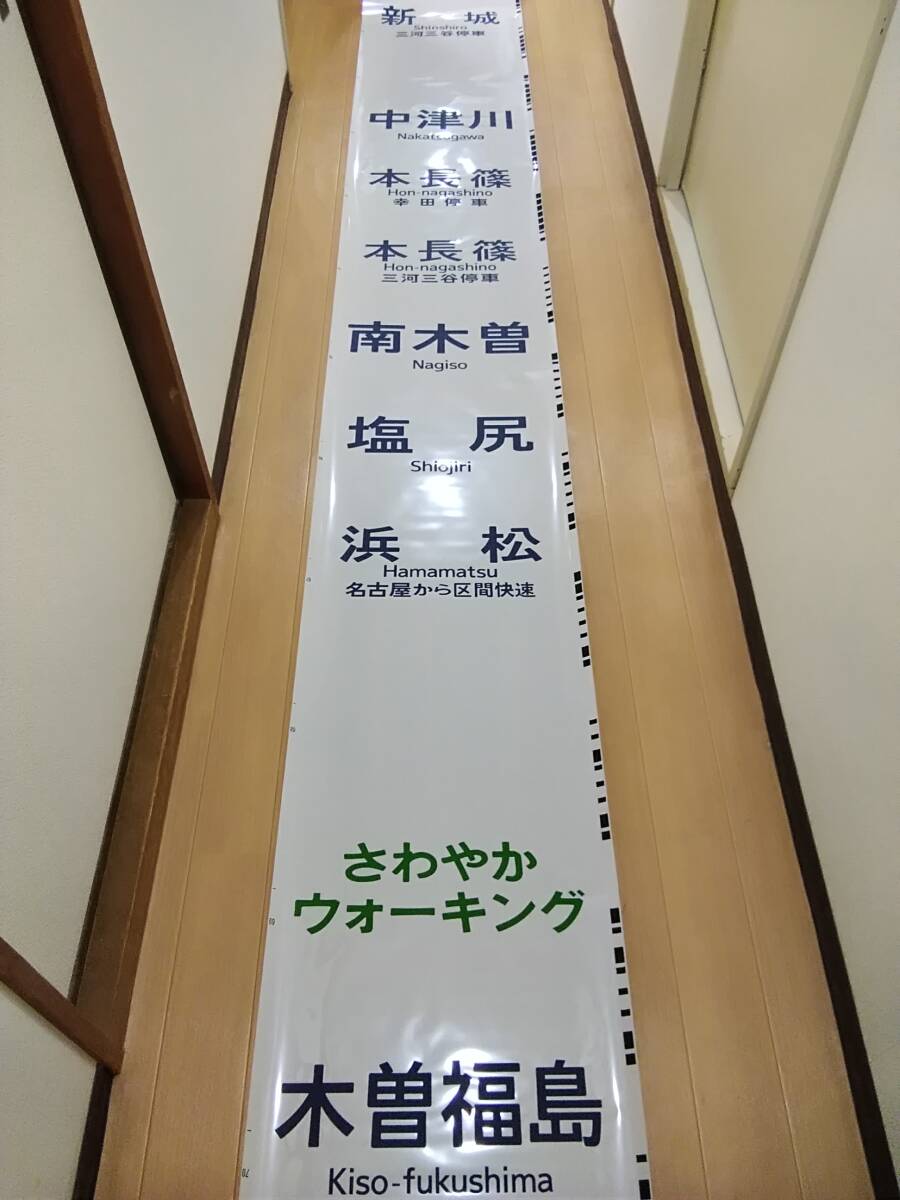 新城
Shinshiro
三河三谷停車
中津川
Nakatsugawa
本長篠
Hon-nagashino
幸田停車
本長篠
Hon-nagashino
三河三谷停車
南木曽
Nagiso
塩尻
Shiojiri
浜松
Hamamatsu
名古屋から区間快速
さわやか
ウォーキング
木曽福島
Kiso-fukushima